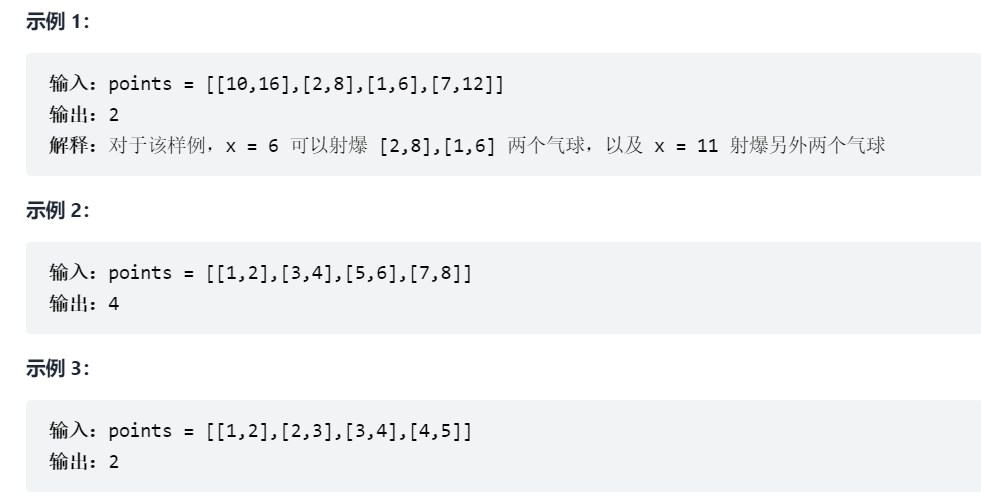 示例 1：
输入：points = [[10,16],[2,8],[1,6],[7,12]]
输出：2
解释：对于该样例，x = 6 可以射爆 [2,8],[1,6] 两个气球，以及 x = 11 射爆另外两个气球
示例 2：
输入：points = [[1,2],[3,4],[5,6],[7,8]]
输出：4
示例 3：
输入：points = [[1,2],[2,3],[3,4],[4,5]]
输出：2